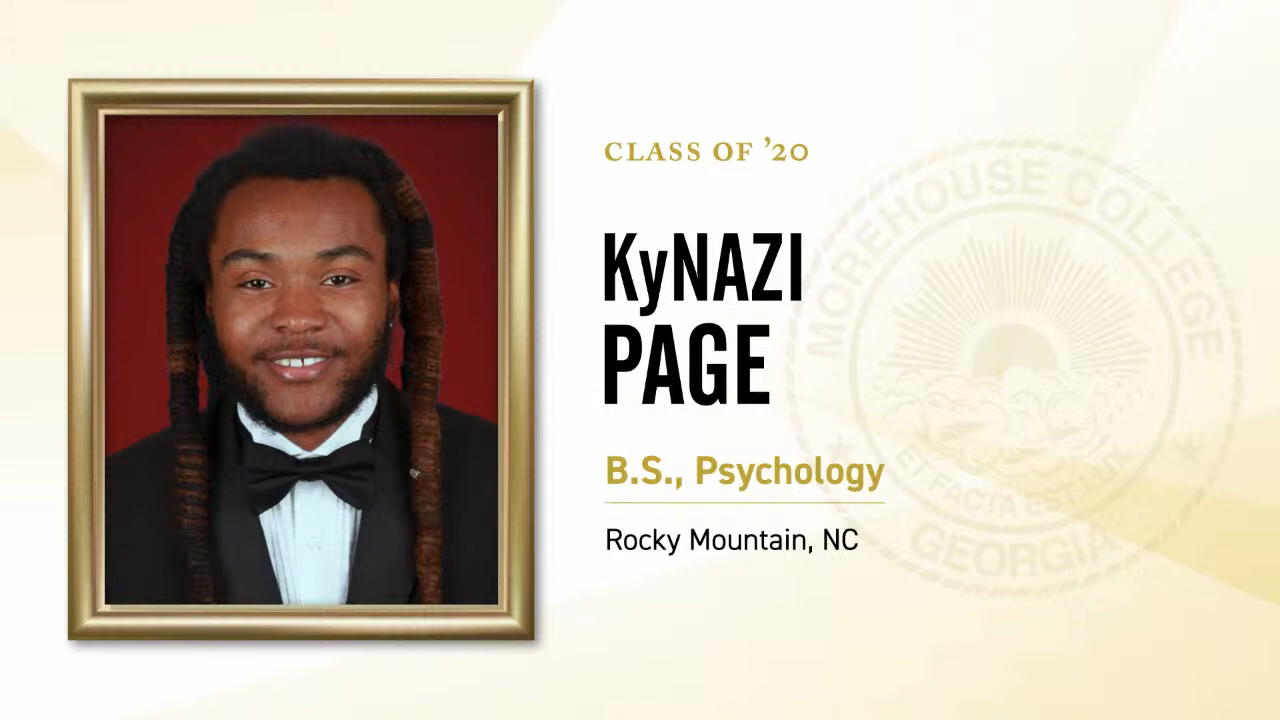 CLASS OF ’20
KyNAZI
PAGE
B.S., Psychology
Rocky Mountain, NC
MOREHOUSE COLLEGE
ET FACTA EST LUX
GEORGIA